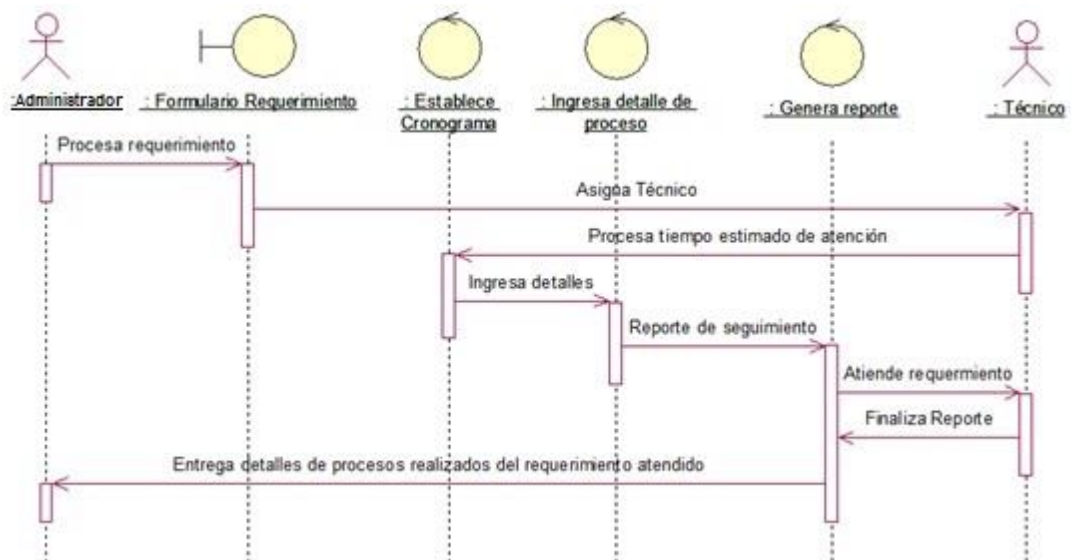 :Administrador
: Formulario Requerimiento
: Establece
Cronograma
: Ingresa detalle de
proceso
: Genera reporte
: Técnico
Procesa requerimiento
Asigna Técnico
Procesa tiempo estimado de atención
Ingresa detalles
Reporte de seguimiento
Atiende requermiento
Finaliza Reporte
Entrega detalles de procesos realizados del requerimiento atendido